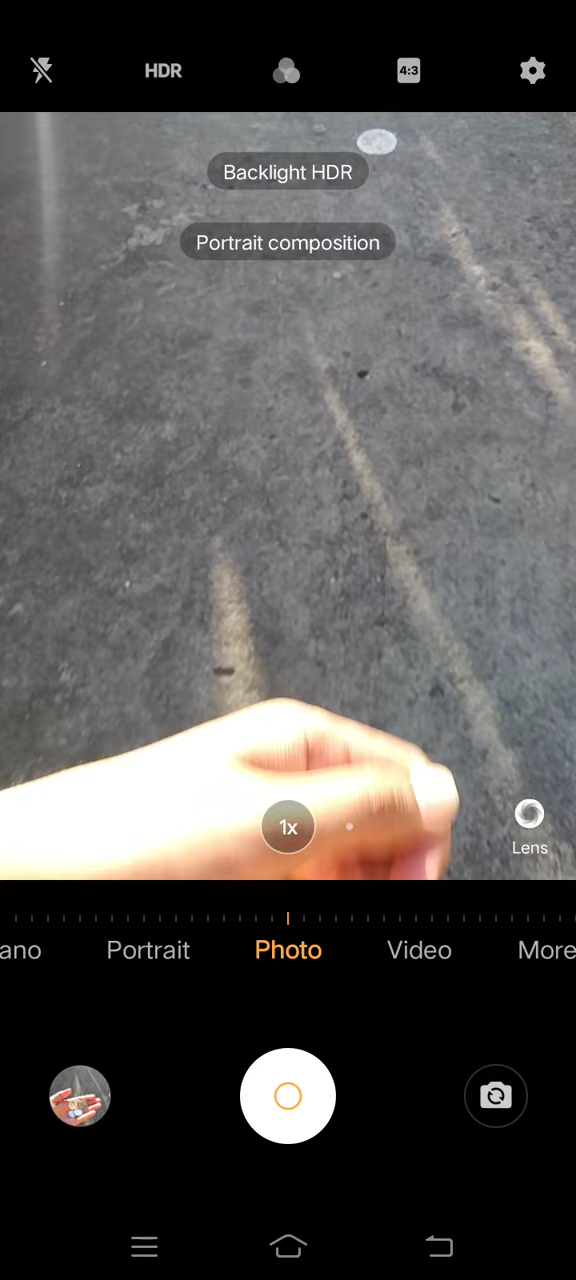 HDR
4:3
Backlight HDR
Portrait composition
1x
Lens
ano
Portrait
Photo
Video
More